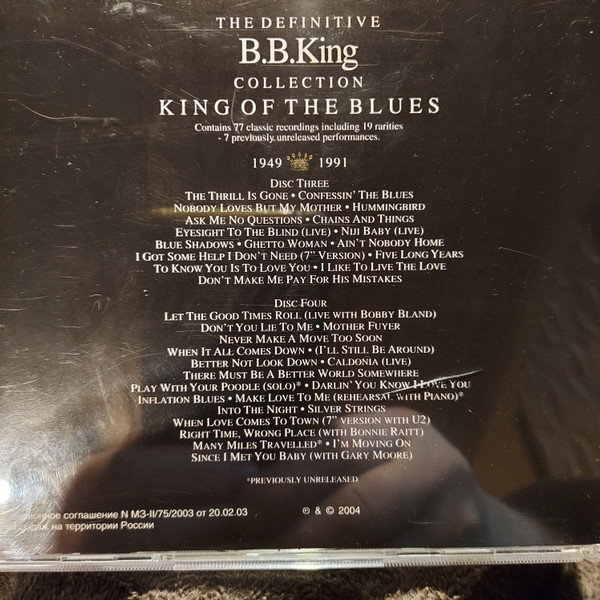 THE DEFINITIVE
B.B.King
COLLECTION
KING OF THE BLUES
Contains 77 classic recordings including 19 rarities
- 7 previously unreleased performances.
1949 1991
DISC THREE
THE THRILL IS GONE • CONFESSIN' THE BLUES
NOBODY LOVES BUT MY MOTHER • HUMMINGBIRD
ASK ME NO QUESTIONS • CHAINS AND THINGS
EYESIGHT TO THE BLIND (LIVE) • NIJI BABY (LIVE)
BLUE SHADOWS • GHETTO WOMAN • AIN'T NOBODY HOME
I GOT SOME HELP I DON'T NEED (7" VERSION) • FIVE LONG YEARS
TO KNOW YOU IS TO LOVE YOU • I LIKE TO LIVE THE LOVE
DON'T MAKE ME PAY FOR HIS MISTAKES
DISC FOUR
LET THE GOOD TIMES ROLL (LIVE WITH BOBBY BLAND)
DON'T YOU LIE TO ME • MOTHER FUYER
NEVER MAKE A MOVE TOO SOON
WHEN IT ALL COMES DOWN • (I'LL STILL BE AROUND)
BETTER NOT LOOK DOWN • CALDONIA (LIVE)
THERE MUST BE A BETTER WORLD SOMEWHERE
PLAY WITH YOUR POODLE (SOLO)* • DARLIN' YOU KNOW I LOVE YOU
INFLATION BLUES • MAKE LOVE TO ME (REHEARSAL WITH PIANO)*
INTO THE NIGHT • SILVER STRINGS
WHEN LOVE COMES TO TOWN (7" VERSION WITH U2)
RIGHT TIME, WRONG PLACE (WITH BONNIE RAITT)
MANY MILES TRAVELLED* • I'M MOVING ON
SINCE I MET YOU BABY (WITH GARY MOORE)
*PREVIOUSLY UNRELEASED
соглашение N МЗ-II/75/2003 от 20.02.03
на территории России
℗ & © 2004